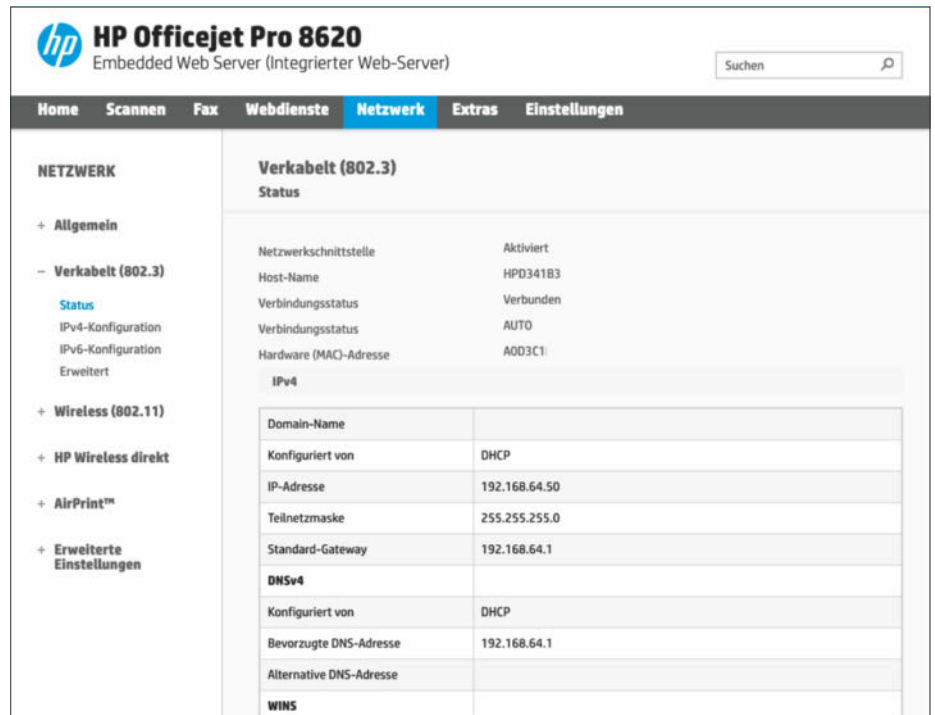 hp
HP Officejet Pro 8620
Embedded Web Server (Integrierter Web-Server)
Suchen
Home Scannen Fax Webdienste Netzwerk Extras Einstellungen
NETZWERK
+ Allgemein
− Verkabelt (802.3)
Status
IPv4-Konfiguration
IPv6-Konfiguration
Erweitert
+ Wireless (802.11)
+ HP Wireless direkt
+ AirPrint™
+ Erweiterte
Einstellungen
Verkabelt (802.3)
Status
Netzwerkschnittstelle Aktiviert
Host-Name HPD341B3
Verbindungsstatus Verbunden
Verbindungsstatus AUTO
Hardware (MAC)-Adresse A0D3C1
IPv4
Domain-Name
Konfiguriert von DHCP
IP-Adresse 192.168.64.50
Teilnetzmaske 255.255.255.0
Standard-Gateway 192.168.64.1
DNSv4
Konfiguriert von DHCP
Bevorzugte DNS-Adresse 192.168.64.1
Alternative DNS-Adresse
WINS